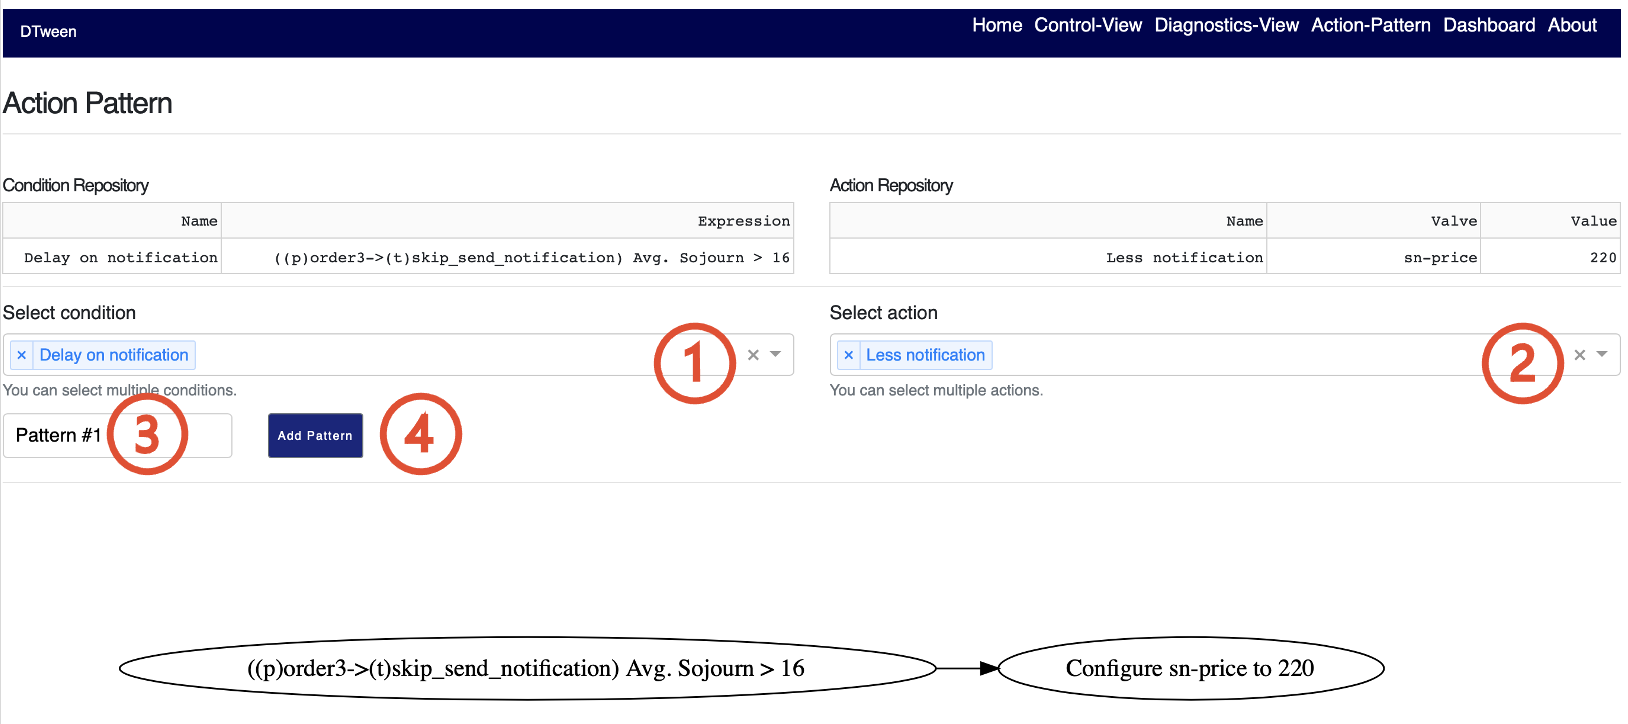 DTween
Home Control-View Diagnostics-View Action-Pattern Dashboard About
Action Pattern
Condition Repository
Name Expression
Delay on notification ((p)order3->(t)skip_send_notification) Avg. Sojourn > 16
Action Repository
Name Valve Value
Less notification sn-price 220
Select condition
× Delay on notification 1 ×
You can select multiple conditions.
Select action
× Less notification 2 ×
You can select multiple actions.
Pattern #1 3 Add Pattern 4
((p)order3->(t)skip_send_notification) Avg. Sojourn > 16
Configure sn-price to 220